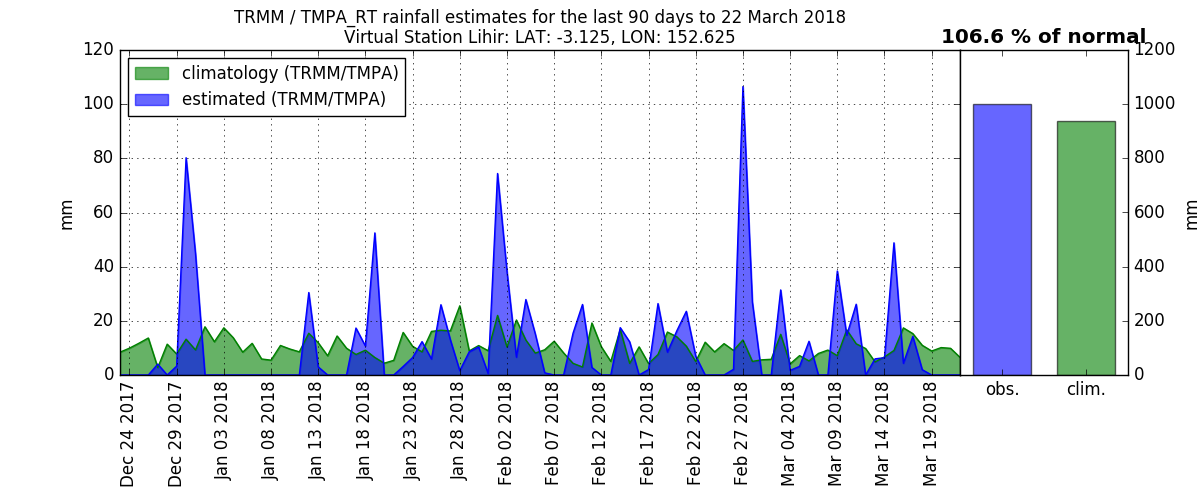 TRMM / TMPA_RT rainfall estimates for the last 90 days to 22 March 2018
Virtual Station Lihir: LAT: -3.125, LON: 152.625
106.6 % of normal
climatology (TRMM/TMPA)
estimated (TRMM/TMPA)
mm
120
100
80
60
40
20
0
Dec 24 2017
Dec 29 2017
Jan 03 2018
Jan 08 2018
Jan 13 2018
Jan 18 2018
Jan 23 2018
Jan 28 2018
Feb 02 2018
Feb 07 2018
Feb 12 2018
Feb 17 2018
Feb 22 2018
Feb 27 2018
Mar 04 2018
Mar 09 2018
Mar 14 2018
Mar 19 2018
obs.
clim.
1200
1000
800
600
400
200
0
mm